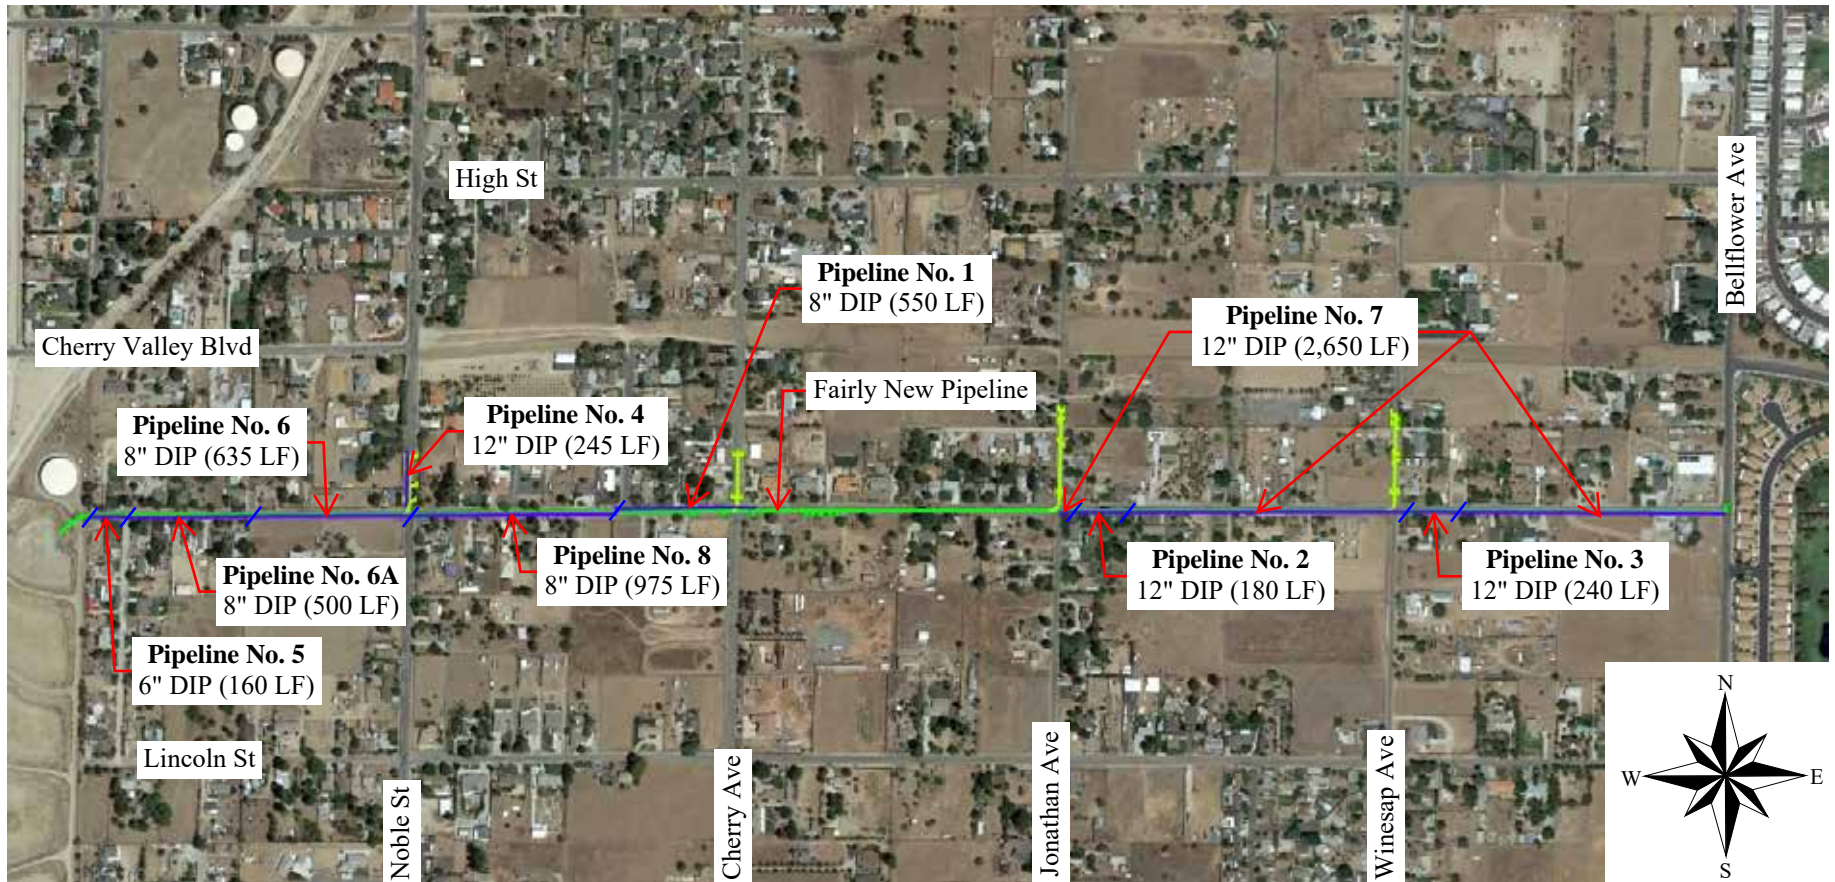 High St
Bellflower Ave
Pipeline No. 1
8" DIP (550 LF)
Pipeline No. 7
12" DIP (2,650 LF)
Cherry Valley Blvd
Fairly New Pipeline
Pipeline No. 6
8" DIP (635 LF)
Pipeline No. 4
12" DIP (245 LF)
Pipeline No. 6A
8" DIP (500 LF)
Pipeline No. 8
8" DIP (975 LF)
Pipeline No. 2
12" DIP (180 LF)
Pipeline No. 3
12" DIP (240 LF)
Pipeline No. 5
6" DIP (160 LF)
Lincoln St
Noble St
Cherry Ave
Jonathan Ave
Winesap Ave
N
W
E
S